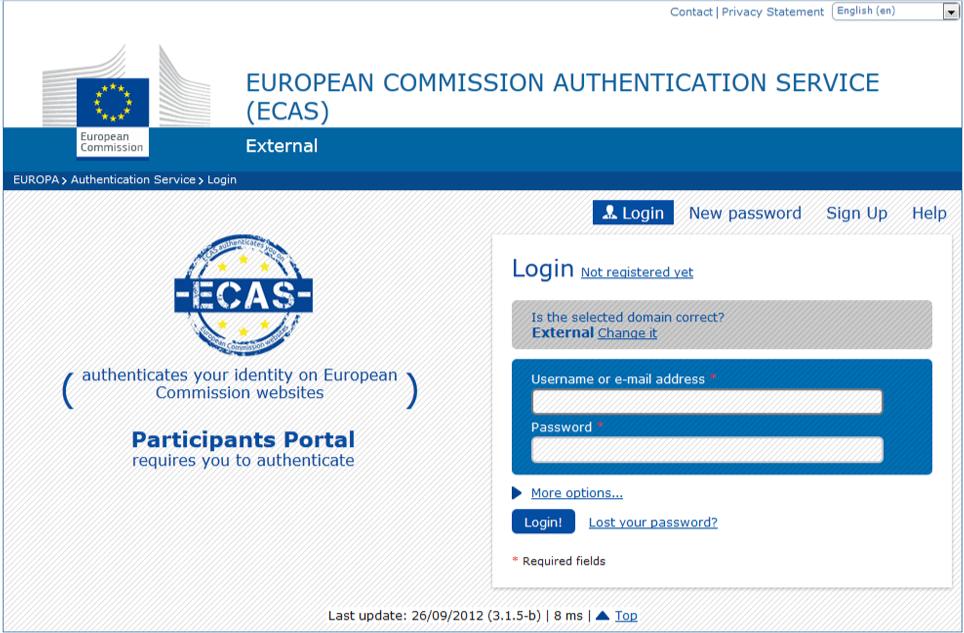 Contact | Privacy Statement English (en)
EUROPEAN COMMISSION AUTHENTICATION SERVICE
(ECAS)
European
Commission
External
EUROPA > Authentication Service > Login
Login New password Sign Up Help
ECAS authenticates you on
ECAS
European Commission websites
authenticates your identity on European
Commission websites
Participants Portal
requires you to authenticate
Login Not registered yet
Is the selected domain correct?
External Change it
Username or e-mail address *
Password *
More options...
Login! Lost your password?
* Required fields
Last update: 26/09/2012 (3.1.5-b) | 8 ms | Top